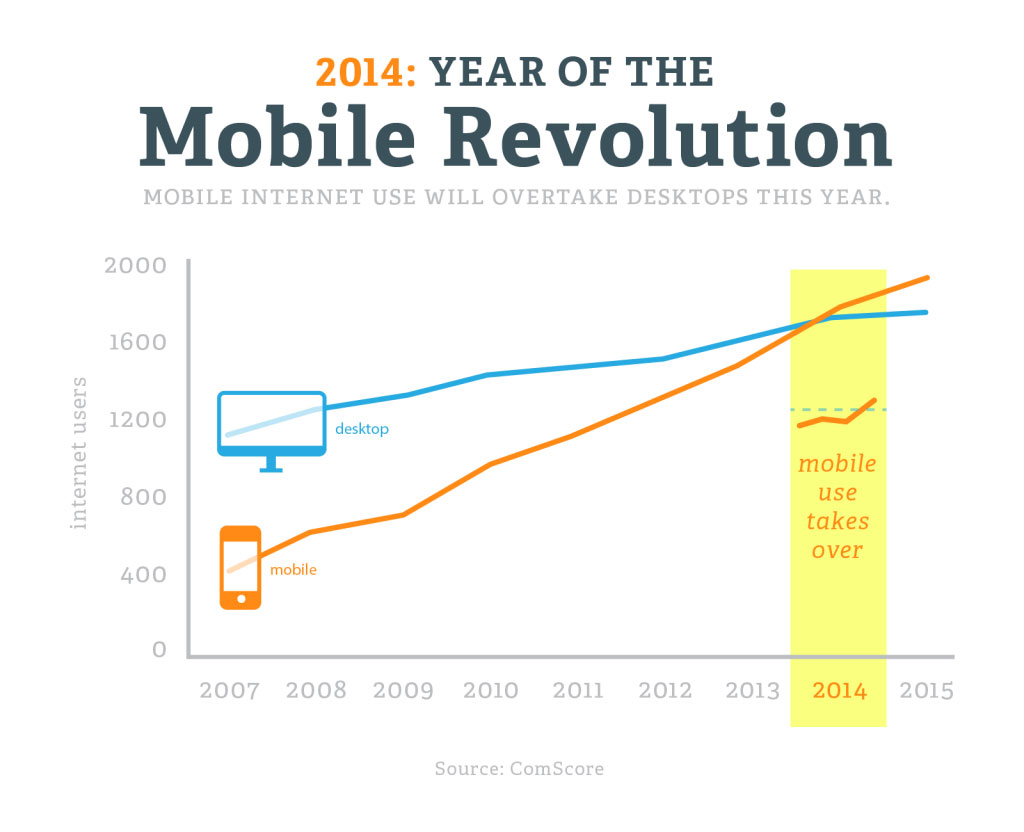 2014: YEAR OF THE
Mobile Revolution
MOBILE INTERNET USE WILL OVERTAKE DESKTOPS THIS YEAR.
2000
1600
1200
800
400
0
internet users
desktop
mobile
mobile
use
takes
over
2007 2008 2009 2010 2011 2012 2013 2014 2015
Source: ComScore